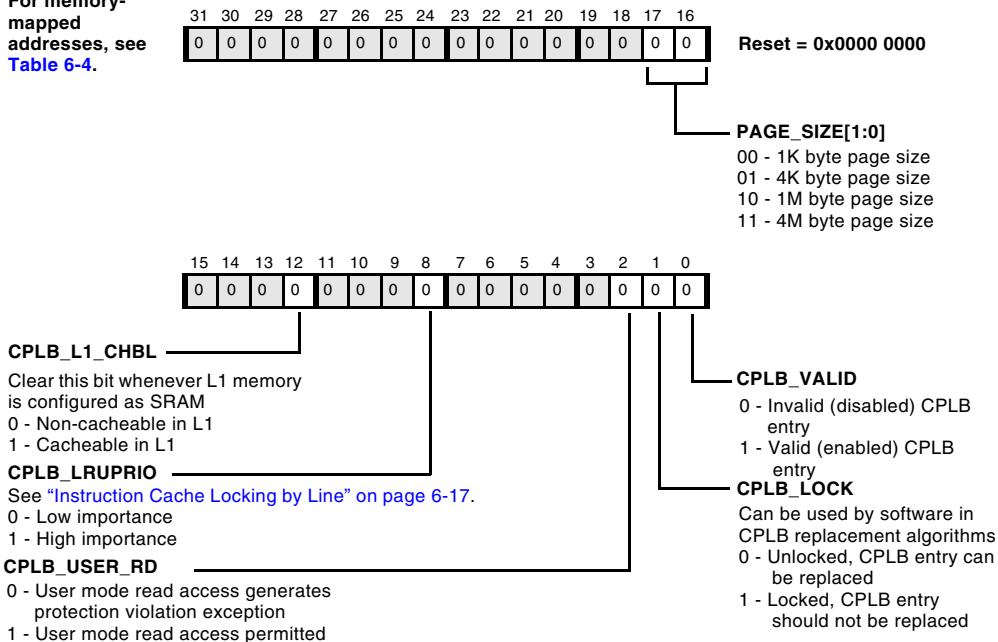 For memory-
mapped
addresses, see
Table 6-4.
31 30 29 28 27 26 25 24 23 22 21 20 19 18 17 16
0 0 0 0 0 0 0 0 0 0 0 0 0 0 0 0
Reset = 0x0000 0000
PAGE_SIZE[1:0]
00 - 1K byte page size
01 - 4K byte page size
10 - 1M byte page size
11 - 4M byte page size
15 14 13 12 11 10 9 8 7 6 5 4 3 2 1 0
0 0 0 0 0 0 0 0 0 0 0 0 0 0 0 0
CPLB_L1_CHBL
Clear this bit whenever L1 memory
is configured as SRAM
0 - Non-cacheable in L1
1 - Cacheable in L1
CPLB_LRUPRIO
See “Instruction Cache Locking by Line” on page 6-17.
0 - Low importance
1 - High importance
CPLB_USER_RD
0 - User mode read access generates
protection violation exception
1 - User mode read access permitted
CPLB_VALID
0 - Invalid (disabled) CPLB
entry
1 - Valid (enabled) CPLB
entry
CPLB_LOCK
Can be used by software in
CPLB replacement algorithms
0 - Unlocked, CPLB entry can
be replaced
1 - Locked, CPLB entry
should not be replaced